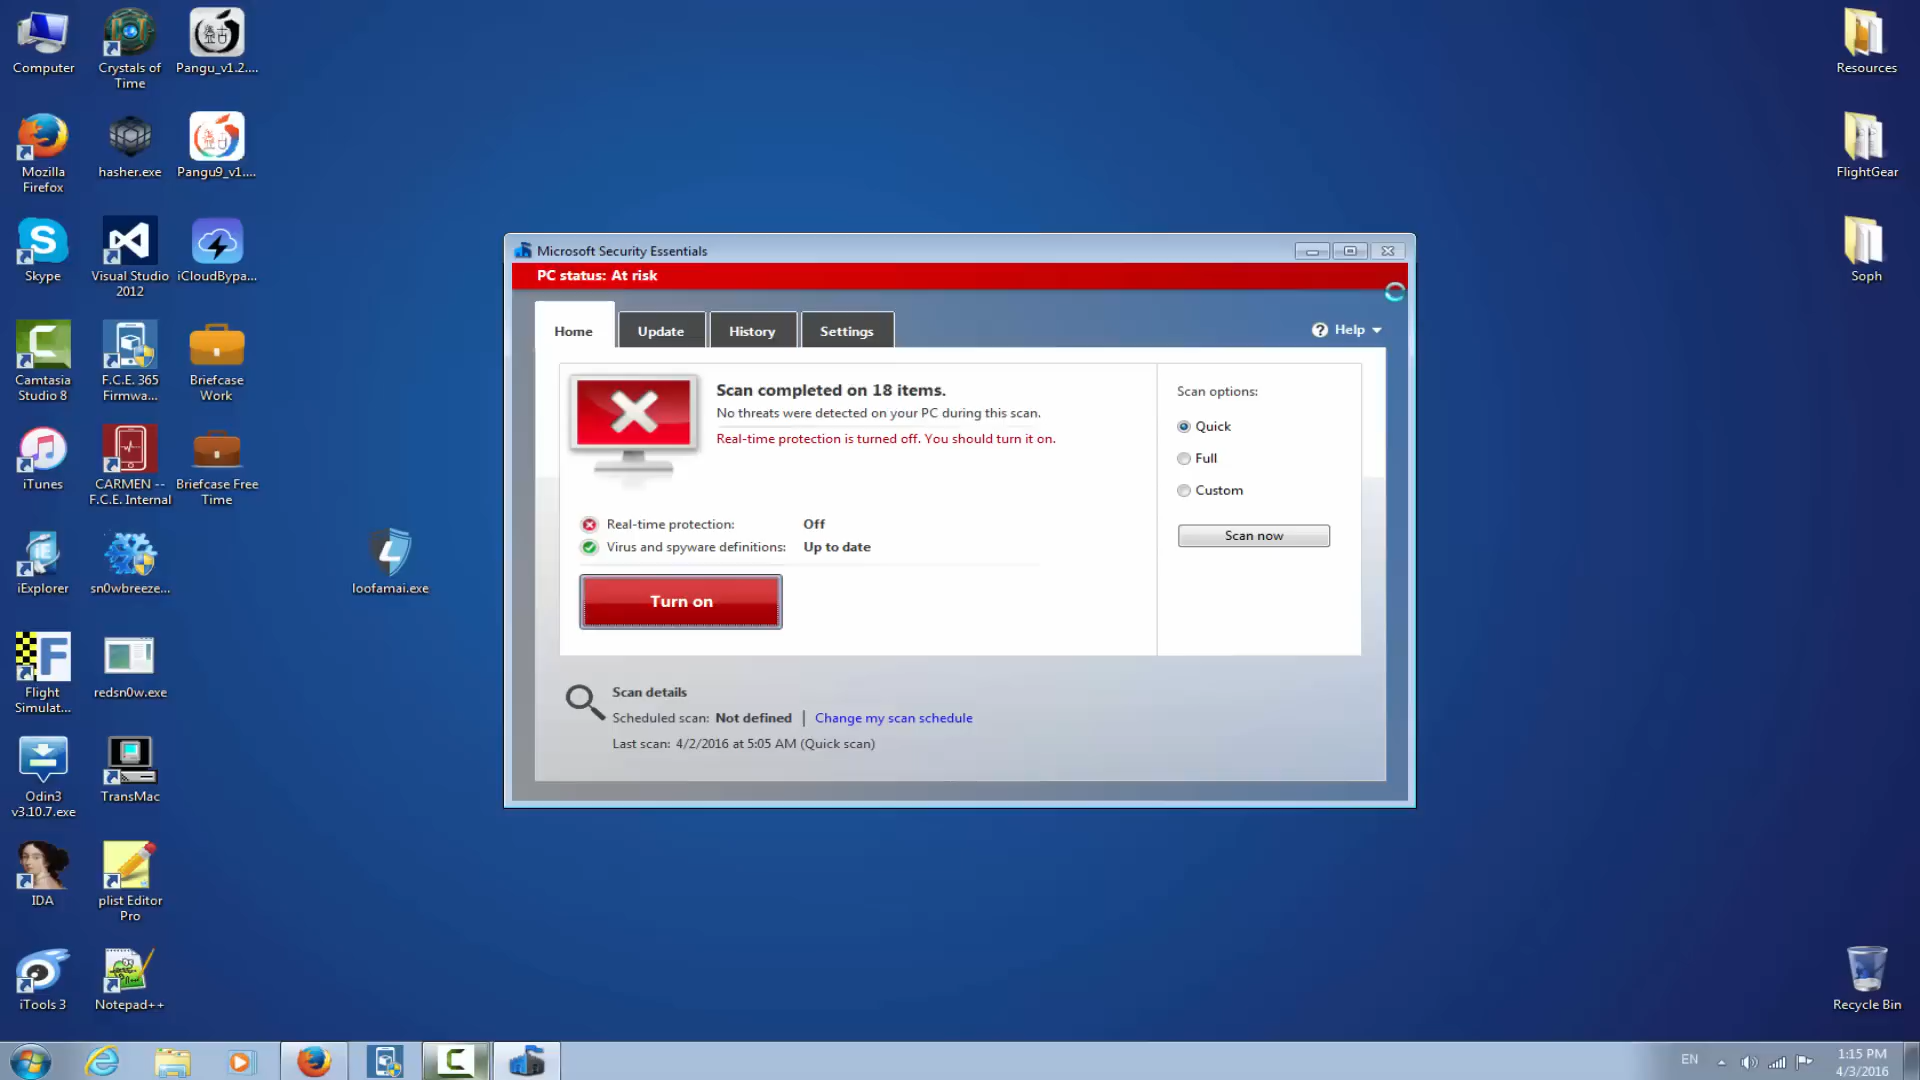 Computer
Crystals of
Time
Pangu_v1.2....
Mozilla
Firefox
hasher.exe
Pangu9_v1....
Skype
Visual Studio
2012
iCloudBypa...
Camtasia
Studio 8
F.C.E. 365
Firmwa...
Briefcase
Work
iTunes
CARMEN --
F.C.E. Internal
Briefcase Free
Time
iExplorer
sn0wbreeze...
loofamai.exe
Flight
Simulat...
redsn0w.exe
Odin3
v3.10.7.exe
TransMac
IDA
plist Editor
Pro
iTools 3
Notepad++
Resources
FlightGear
Soph
Recycle Bin
Microsoft Security Essentials
PC status: At risk
Home
Update
History
Settings
Help
Scan completed on 18 items.
No threats were detected on your PC during this scan.
Real-time protection is turned off. You should turn it on.
Real-time protection: Off
Virus and spyware definitions: Up to date
Turn on
Scan options:
Quick
Full
Custom
Scan now
Scan details
Scheduled scan: Not defined | Change my scan schedule
Last scan: 4/2/2016 at 5:05 AM (Quick scan)
EN
1:15 PM
4/3/2016